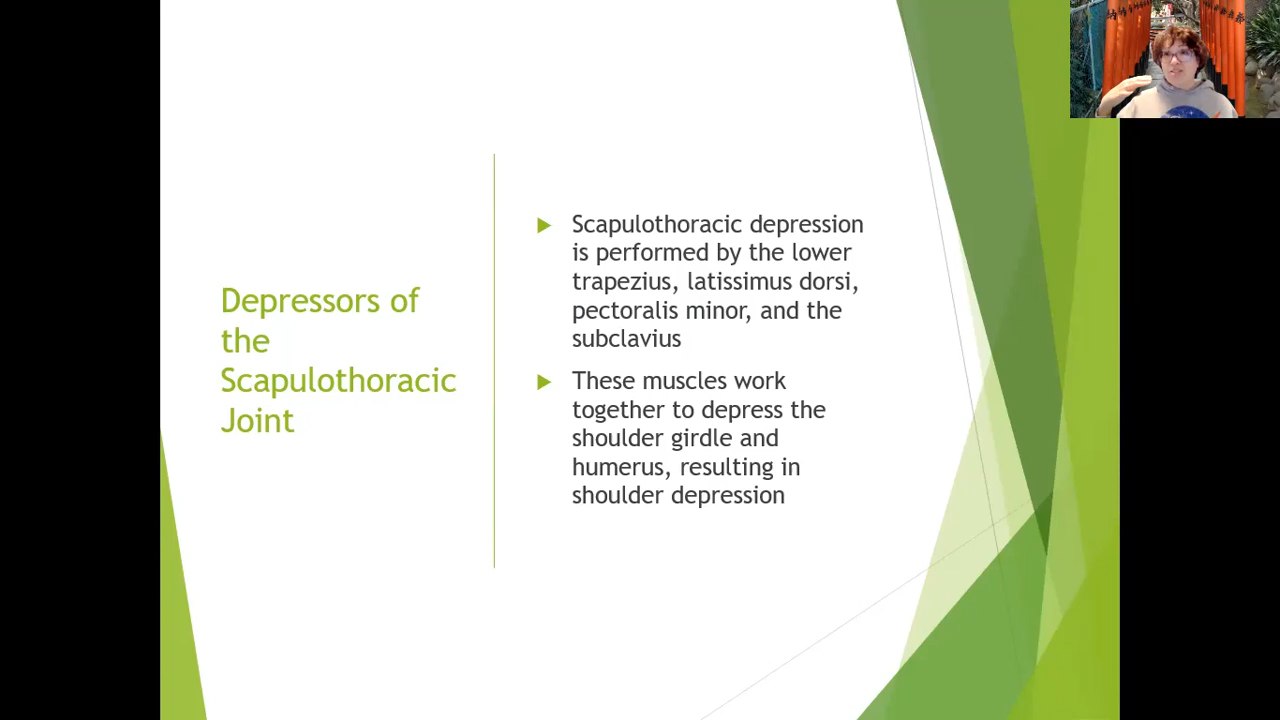 Depressors of
the
Scapulothoracic
Joint
Scapulothoracic depression
is performed by the lower
trapezius, latissimus dorsi,
pectoralis minor, and the
subclavius
These muscles work
together to depress the
shoulder girdle and
humerus, resulting in
shoulder depression